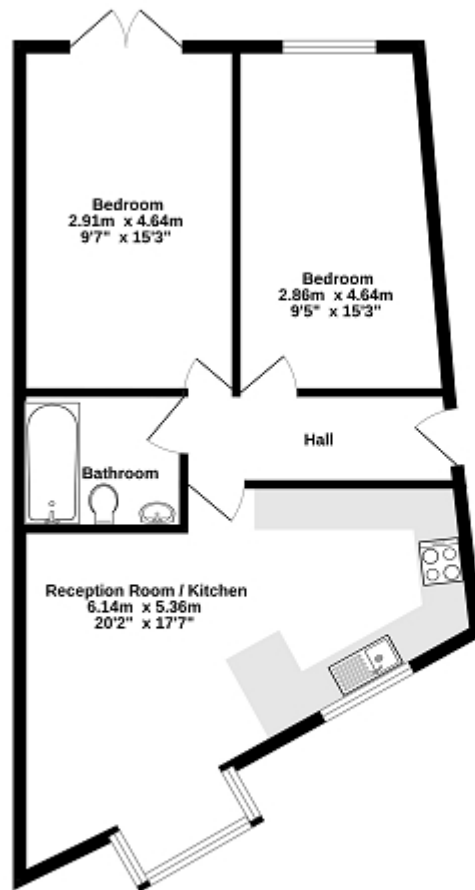 Bedroom
2.91m x 4.64m
9'7" x 15'3"
Bedroom
2.86m x 4.64m
9'5" x 15'3"
Hall
Bathroom
Reception Room / Kitchen
6.14m x 5.36m
20'2" x 17'7"